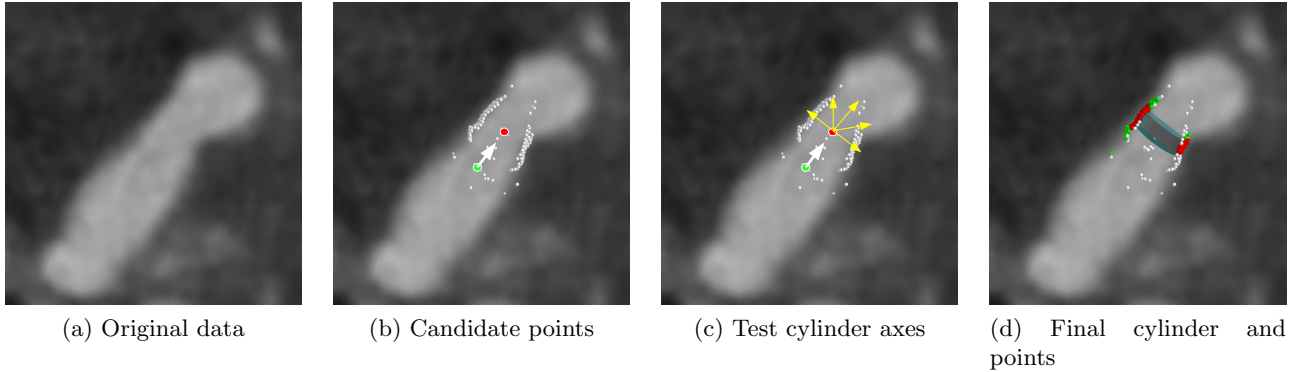 (a) Original data
(b) Candidate points
(c) Test cylinder axes
(d) Final cylinder and
points